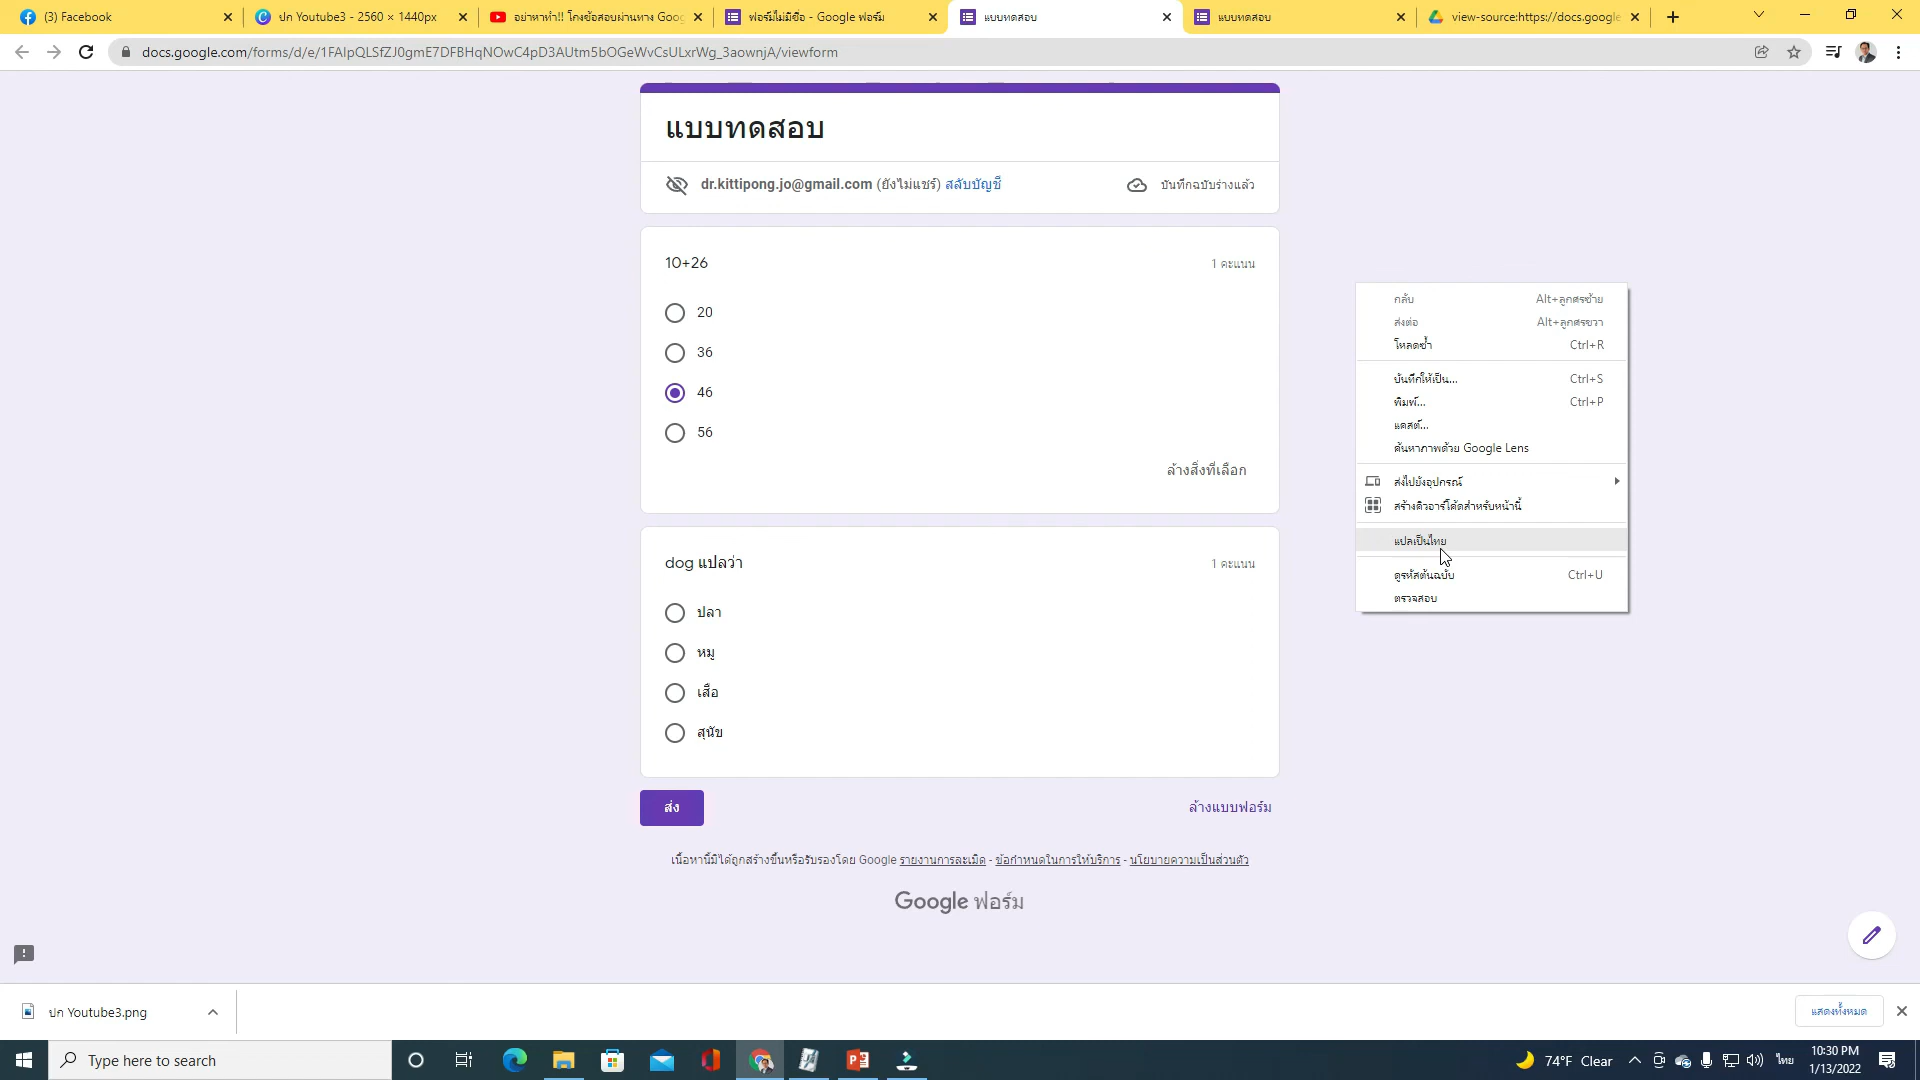 (3) Facebook
ปก Youtube3 - 2560 × 1440px
อย่าหาทำ!! โกงข้อสอบผ่านทาง Goog
ฟอร์มไม่มีชื่อ - Google ฟอร์ม
แบบทดสอบ
แบบทดสอบ
view-source:https://docs.google
docs.google.com/forms/d/e/1FAIpQLSfZJ0gmE7DFBHqNOwC4pD3AUtm5bOGeWvCsULxrWg_3aownjA/viewform
แบบทดสอบ
dr.kittipong.jo@gmail.com (ยังไม่แชร์) สลับบัญชี
บันทึกฉบับร่างแล้ว
10+26
1 คะแนน
20
36
46
56
ล้างสิ่งที่เลือก
dog แปลว่า
1 คะแนน
ปลา
หมู
เสือ
สุนัข
ส่ง
ล้างแบบฟอร์ม
เนื้อหานี้มิได้ถูกสร้างขึ้นหรือรับรองโดย Google รายงานการละเมิด - ข้อกำหนดในการให้บริการ - นโยบายความเป็นส่วนตัว
Google ฟอร์ม
กลับ Alt+ลูกศรซ้าย
ส่งต่อ Alt+ลูกศรขวา
โหลดซ้ำ Ctrl+R
บันทึกให้เป็น... Ctrl+S
พิมพ์... Ctrl+P
แคสต์...
ค้นหาภาพด้วย Google Lens
ส่งไปยังอุปกรณ์
สร้างคิวอาร์โค้ดสำหรับหน้านี้
แปลเป็นไทย
ดูรหัสต้นฉบับ Ctrl+U
ตรวจสอบ
ปก Youtube3.png
แสดงทั้งหมด
Type here to search
74°F Clear
ไทย
10:30 PM
1/13/2022